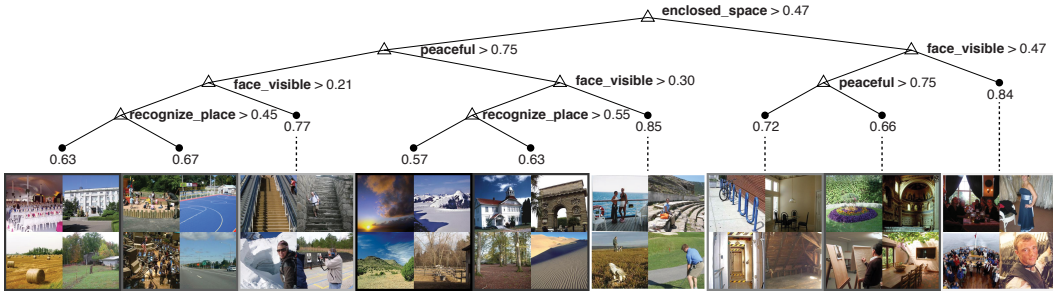 enclosed_space > 0.47
peaceful > 0.75
face_visible > 0.47
face_visible > 0.21
face_visible > 0.30
peaceful > 0.75
0.84
recognize_place > 0.45
0.77
recognize_place > 0.55
0.85
0.72
0.66
0.63
0.67
0.57
0.63